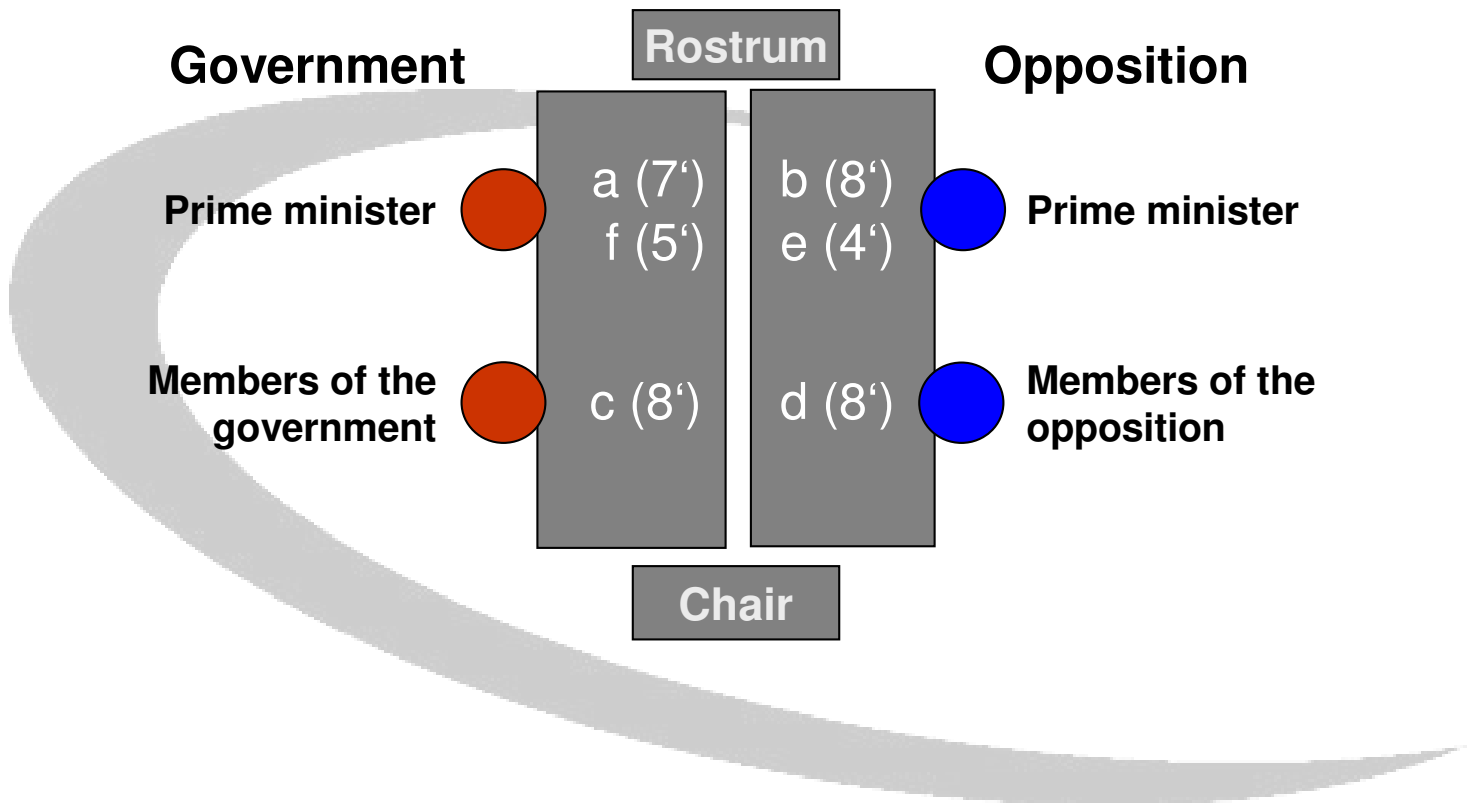 Rostrum
Government
Opposition
a (7‘)
b (8‘)
Prime minister
Prime minister
f (5‘)
e (4‘)
Members of the
government
c (8‘)
d (8‘)
Members of the
opposition
Chair